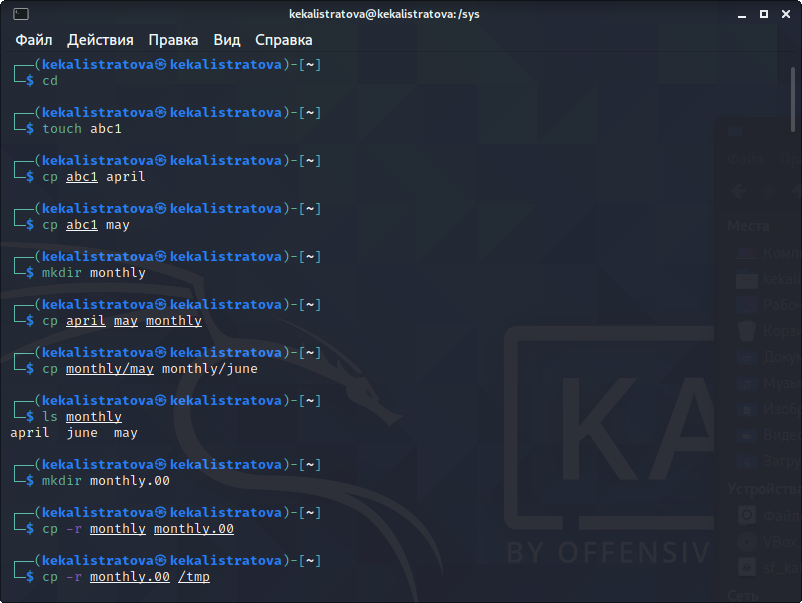 kekalistratova@kekalistratova:/sys
Файл Действия Правка Вид Справка
┌──(kekalistratova㉿kekalistratova)-[~]
└─$ cd
┌──(kekalistratova㉿kekalistratova)-[~]
└─$ touch abc1
┌──(kekalistratova㉿kekalistratova)-[~]
└─$ cp abc1 april
┌──(kekalistratova㉿kekalistratova)-[~]
└─$ cp abc1 may
┌──(kekalistratova㉿kekalistratova)-[~]
└─$ mkdir monthly
┌──(kekalistratova㉿kekalistratova)-[~]
└─$ cp april may monthly
┌──(kekalistratova㉿kekalistratova)-[~]
└─$ cp monthly/may monthly/june
┌──(kekalistratova㉿kekalistratova)-[~]
└─$ ls monthly
april june may
┌──(kekalistratova㉿kekalistratova)-[~]
└─$ mkdir monthly.00
┌──(kekalistratova㉿kekalistratova)-[~]
└─$ cp -r monthly monthly.00
┌──(kekalistratova㉿kekalistratova)-[~]
└─$ cp -r monthly.00 /tmp
KA
BY OFFENSIV
Места
Устройства
VBox
Сеть